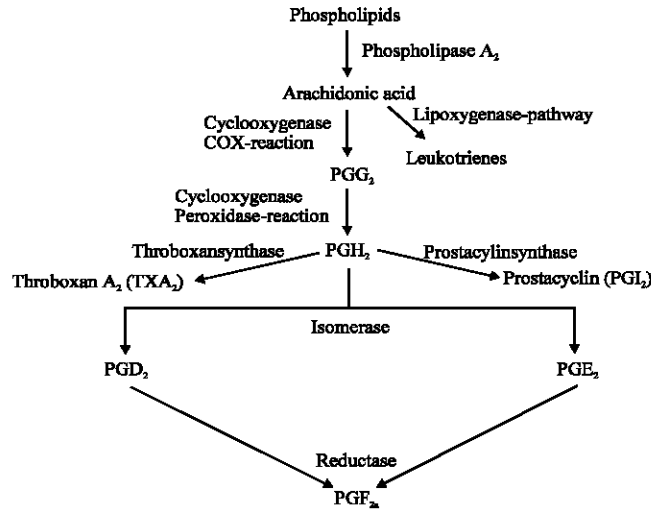 Phospholipids
Phospholipase A₂
Arachidonic acid
Cyclooxygenase
COX-reaction
Lipoxygenase-pathway
Leukotrienes
PGG₂
Cyclooxygenase
Peroxidase-reaction
Throboxansynthase
PGH₂
Prostacylinsynthase
Throboxan A₂ (TXA₂)
Prostacyclin (PGI₂)
Isomerase
PGD₂
PGE₂
Reductase
PGF₂ₐ